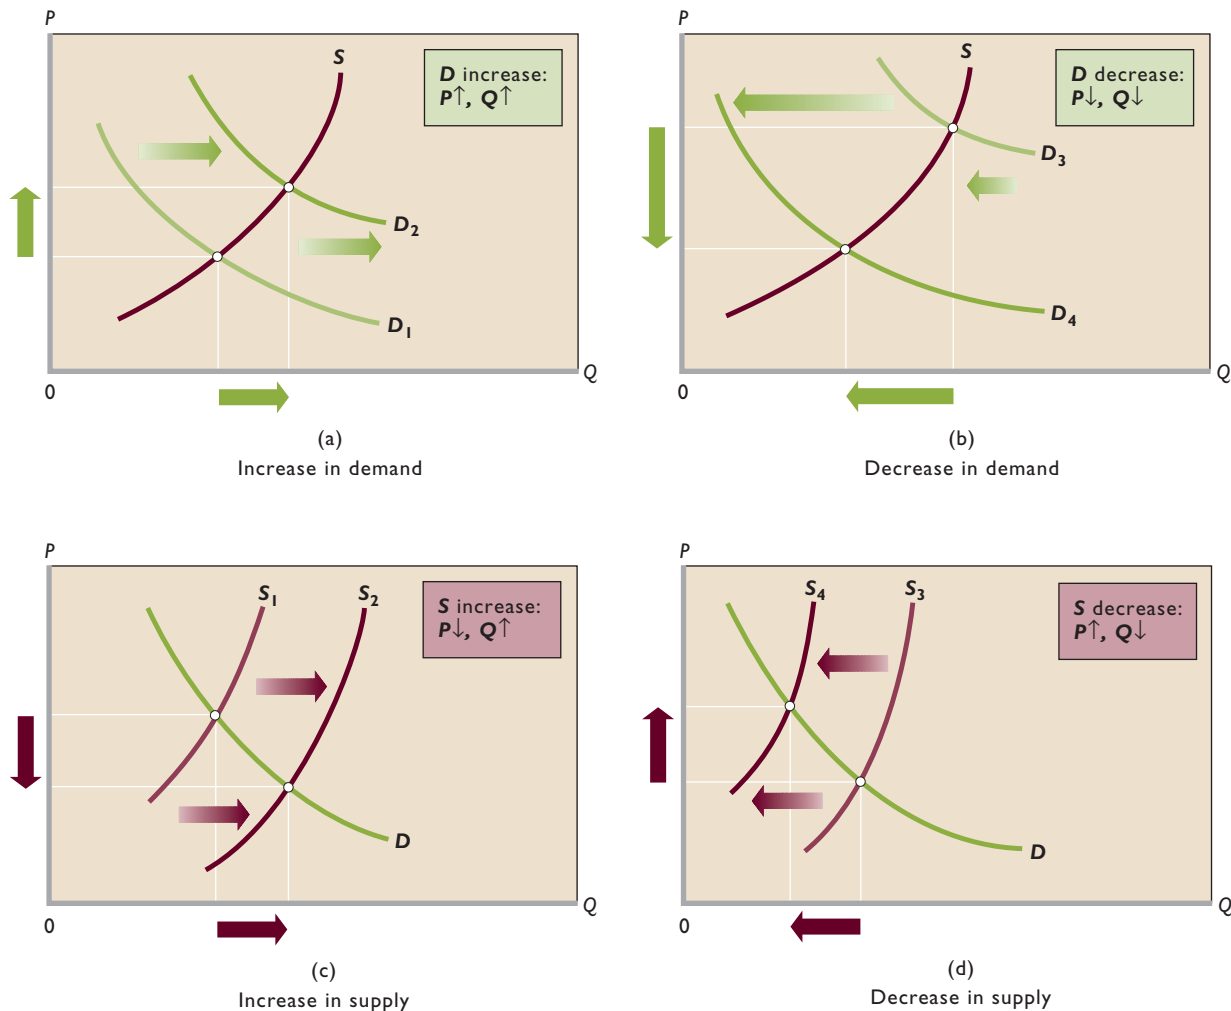 P
S
D increase:
P↑, Q↑
D₂
D₁
0
Q
(a)
Increase in demand
P
S
D decrease:
P↓, Q↓
D₃
D₄
0
Q
(b)
Decrease in demand
P
S₁
S₂
S increase:
P↓, Q↑
D
0
Q
(c)
Increase in supply
P
S₄
S₃
S decrease:
P↑, Q↓
D
0
Q
(d)
Decrease in supply